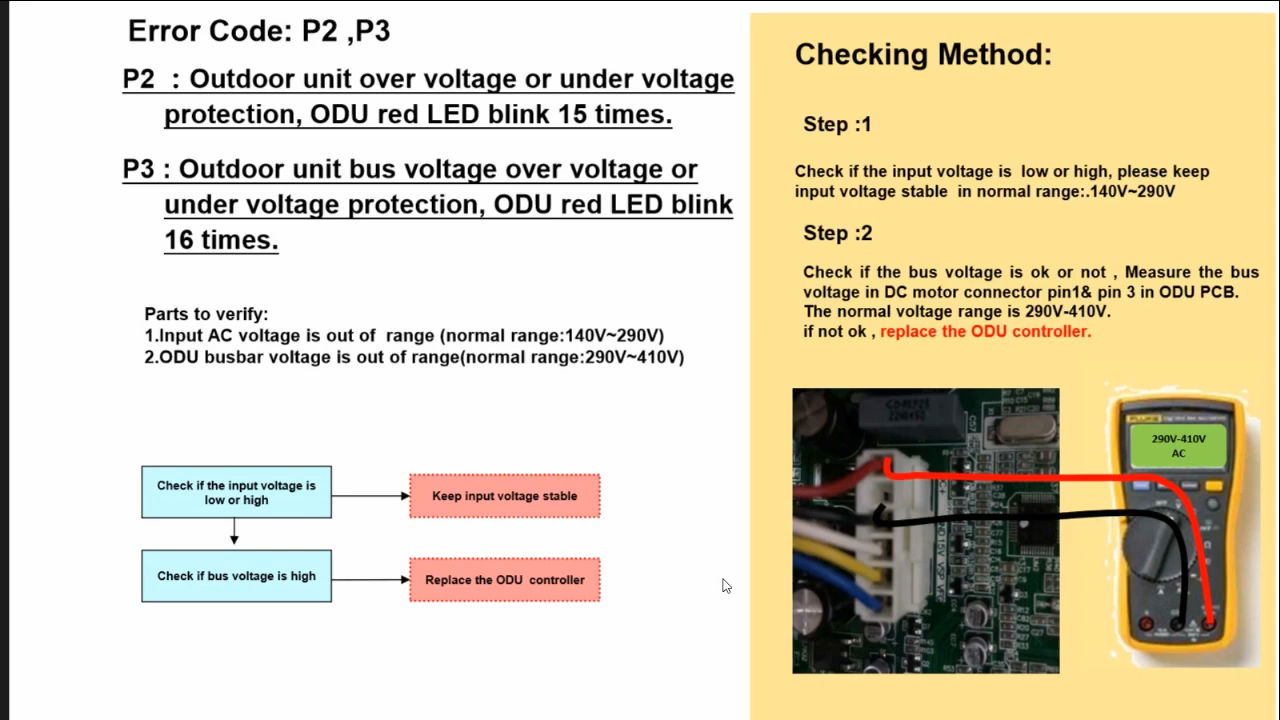 Error Code: P2 ,P3
P2 : Outdoor unit over voltage or under voltage
protection, ODU red LED blink 15 times.
P3 : Outdoor unit bus voltage over voltage or
under voltage protection, ODU red LED blink
16 times.
Parts to verify:
1.Input AC voltage is out of range (normal range:140V~290V)
2.ODU busbar voltage is out of range(normal range:290V~410V)
Check if the input voltage is
low or high
Keep input voltage stable
Check if bus voltage is high
Replace the ODU controller
Checking Method:
Step :1
Check if the input voltage is low or high, please keep
input voltage stable in normal range:.140V~290V
Step :2
Check if the bus voltage is ok or not , Measure the bus
voltage in DC motor connector pin1& pin 3 in ODU PCB.
The normal voltage range is 290V-410V.
if not ok , replace the ODU controller.
FLUKE
290V-410V
AC